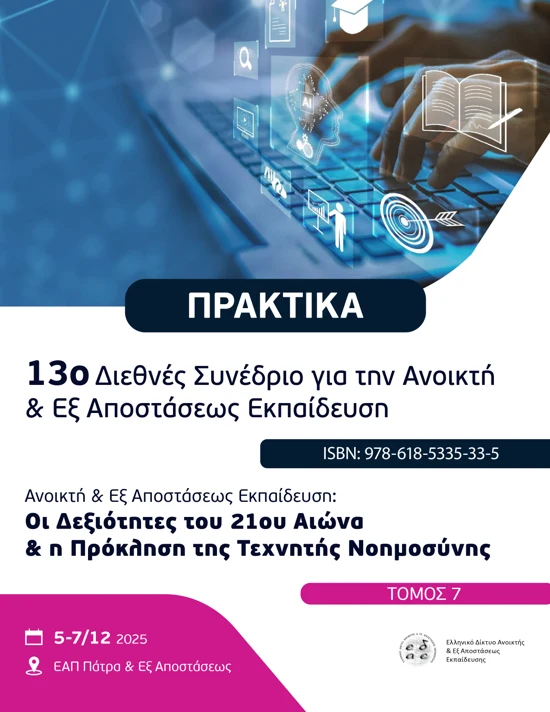 AI
ΠΡΑΚΤΙΚΑ
13ο Διεθνές Συνέδριο για την Ανοικτή
& Εξ Αποστάσεως Εκπαίδευση
ISBN: 978-618-5335-33-5
Ανοικτή & Εξ Αποστάσεως Εκπαίδευση:
Οι Δεξιότητες του 21ου Αιώνα
& η Πρόκληση της Τεχνητής Νοημοσύνης
ΤΟΜΟΣ 7
5-7/12 2025
ΕΑΠ Πάτρα & Εξ Αποστάσεως
Ελληνικό Δίκτυο Ανοικτής
& Εξ Αποστάσεως
Εκπαίδευσης